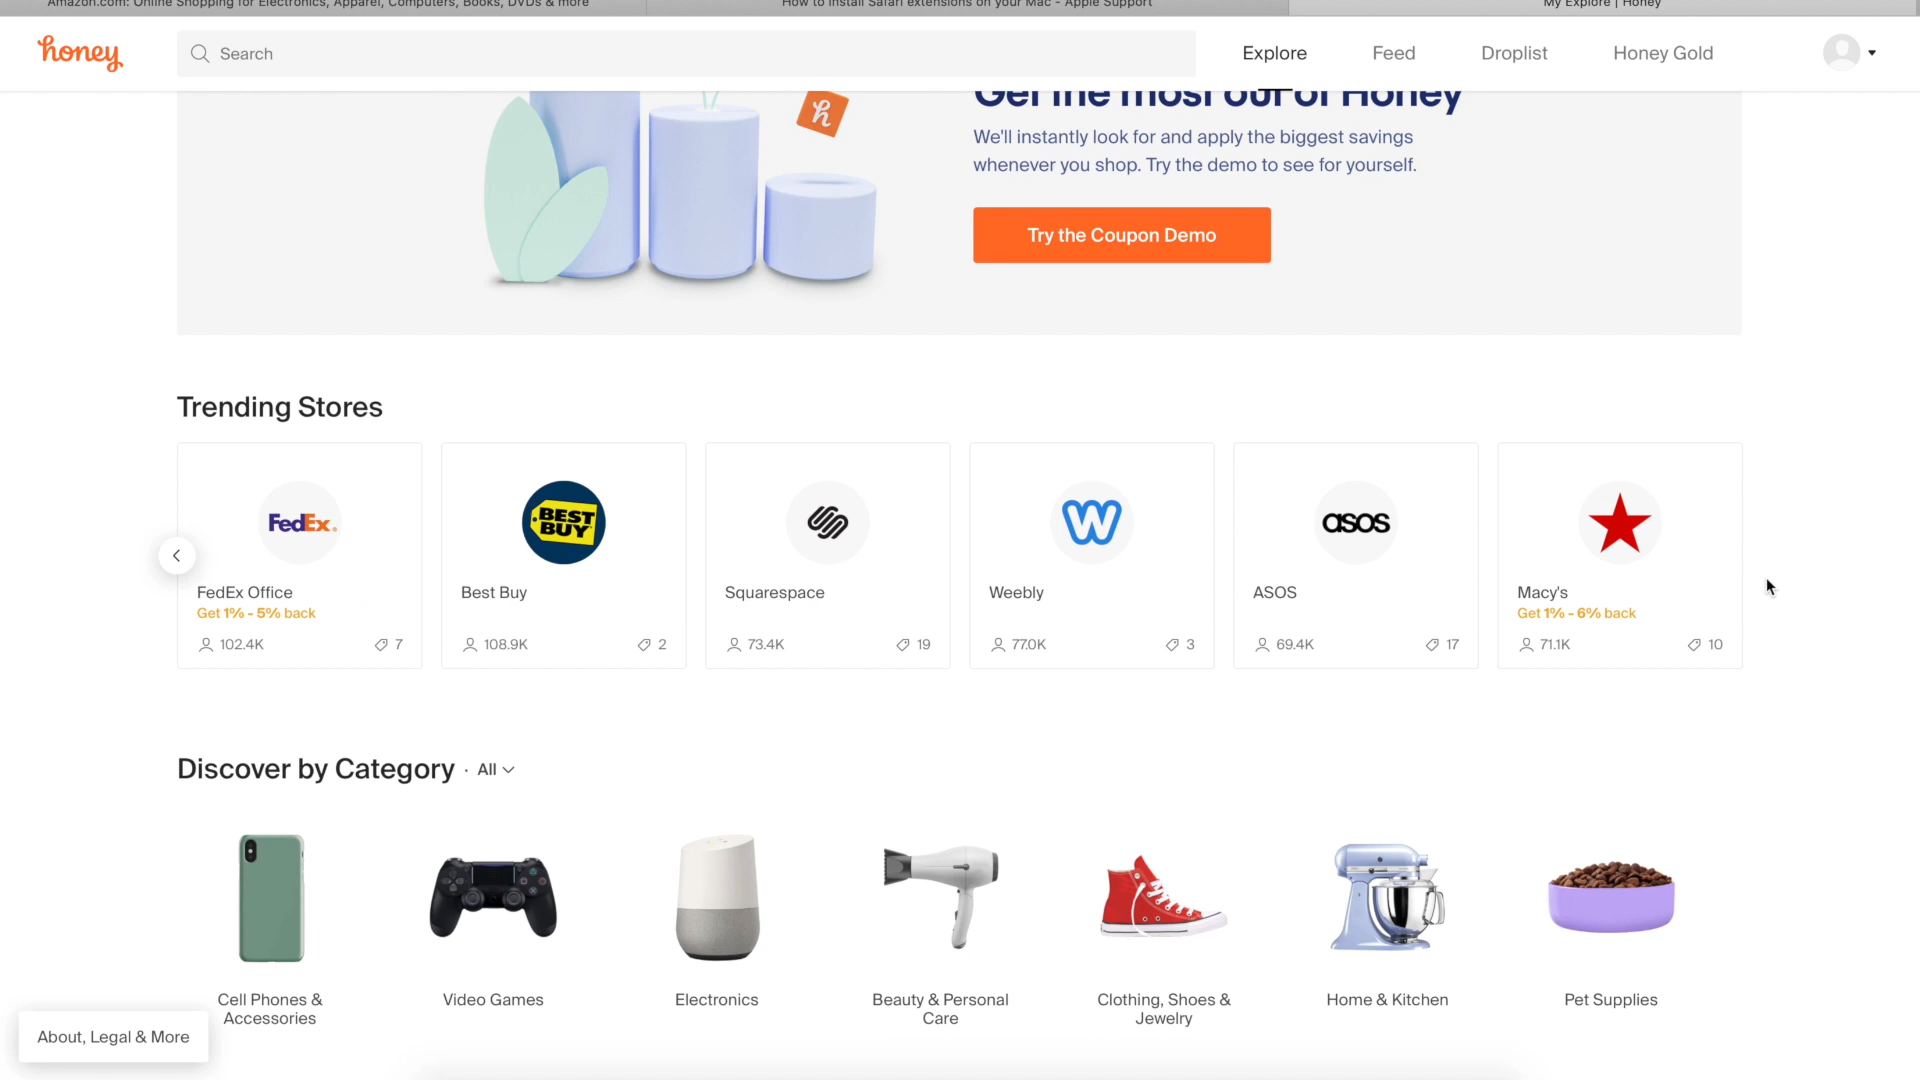 Amazon.com: Online Shopping for Electronics, Apparel, Computers, Books, DVDs & more
How to install Safari extensions on your Mac - Apple Support
My Explore | Honey
honey
Search
Explore
Feed
Droplist
Honey Gold
Get the most out of Honey
h
We'll instantly look for and apply the biggest savings
whenever you shop. Try the demo to see for yourself.
Try the Coupon Demo
Trending Stores
FedEx
BEST
BUY
W
asos
FedEx Office
Get 1% - 5% back
102.4K
7
Best Buy
108.9K
2
Squarespace
73.4K
19
Weebly
77.0K
3
ASOS
69.4K
17
Macy's
Get 1% - 6% back
71.1K
10
Discover by Category · All
Cell Phones &
Accessories
Video Games
Electronics
Beauty & Personal
Care
Clothing, Shoes &
Jewelry
Home & Kitchen
Pet Supplies
About, Legal & More